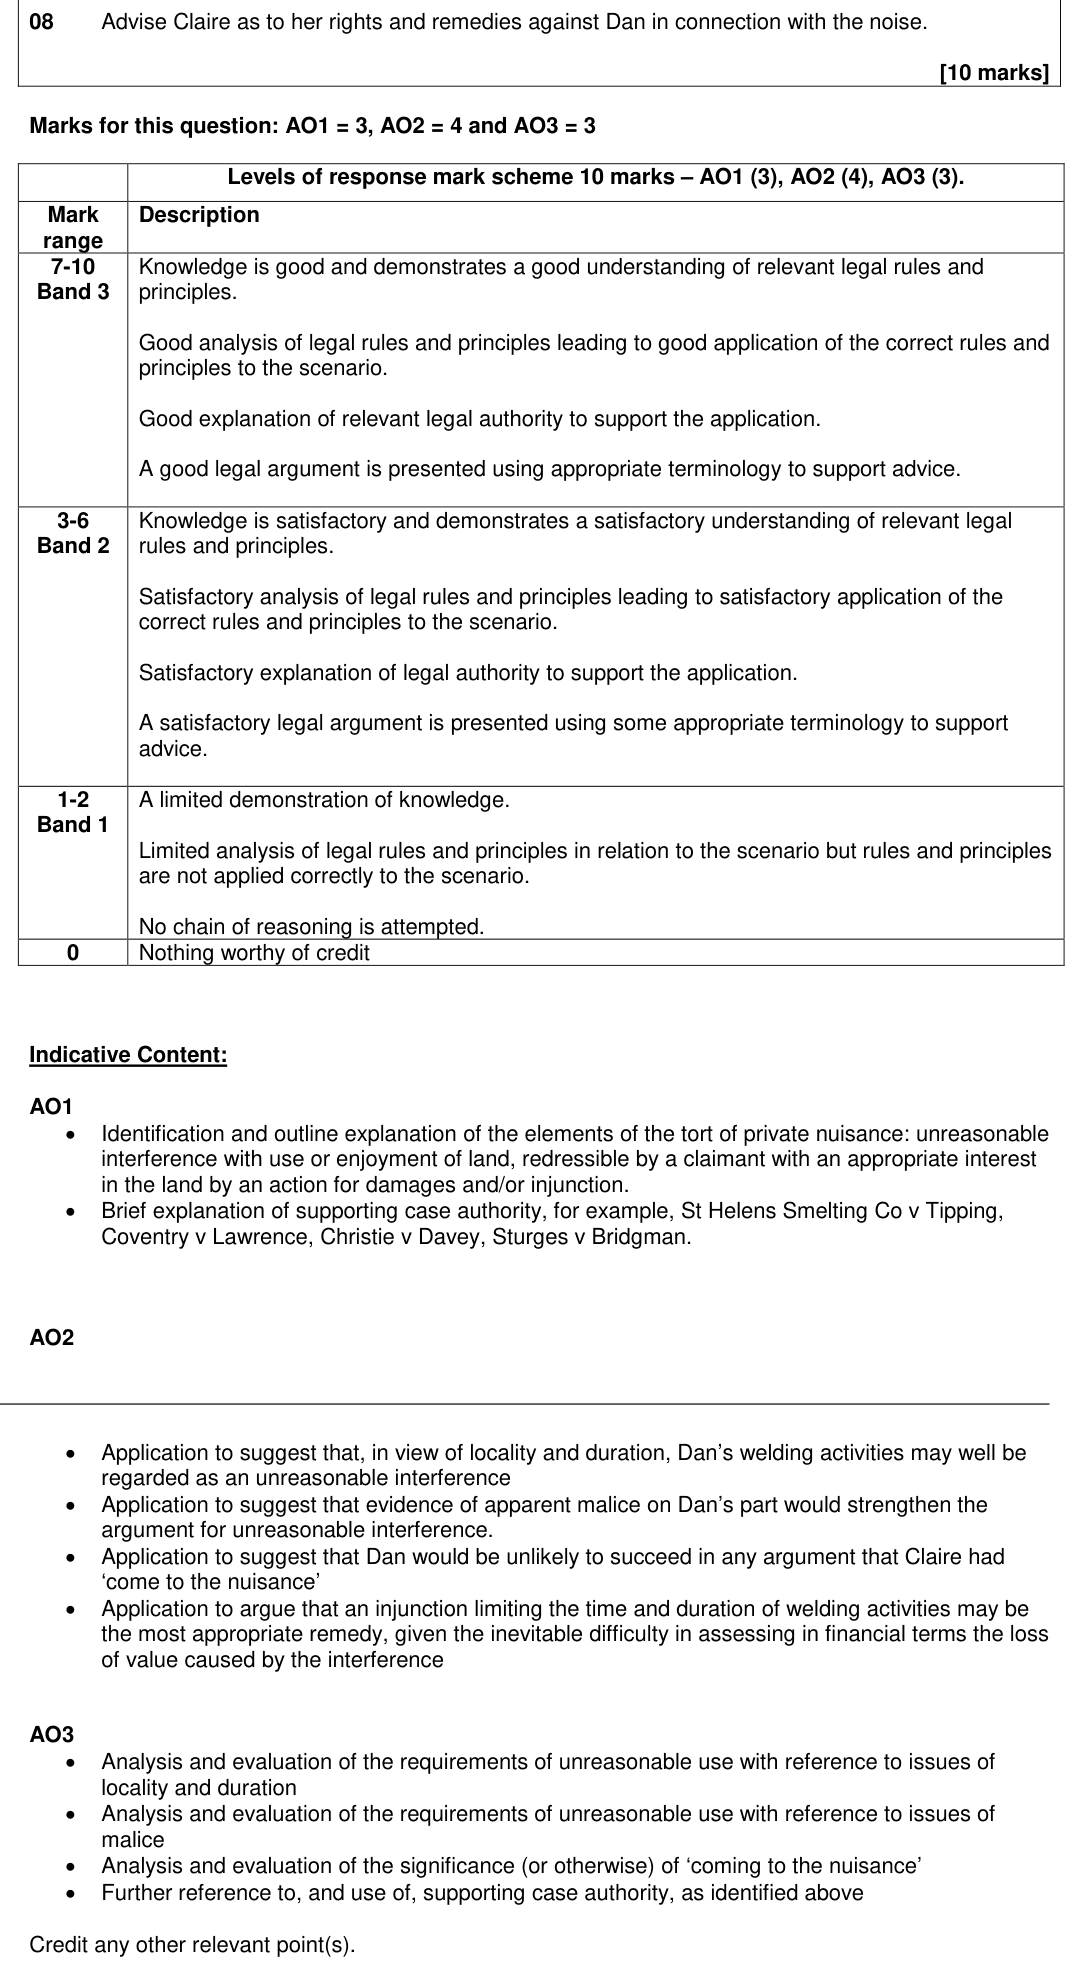 08 Advise Claire as to her rights and remedies against Dan in connection with the noise.
[10 marks]
Marks for this question: AO1 = 3, AO2 = 4 and AO3 = 3
Levels of response mark scheme 10 marks – AO1 (3), AO2 (4), AO3 (3).
Mark range
Description
7-10
Band 3
Knowledge is good and demonstrates a good understanding of relevant legal rules and
principles.
Good analysis of legal rules and principles leading to good application of the correct rules and
principles to the scenario.
Good explanation of relevant legal authority to support the application.
A good legal argument is presented using appropriate terminology to support advice.
3-6
Band 2
Knowledge is satisfactory and demonstrates a satisfactory understanding of relevant legal
rules and principles.
Satisfactory analysis of legal rules and principles leading to satisfactory application of the
correct rules and principles to the scenario.
Satisfactory explanation of legal authority to support the application.
A satisfactory legal argument is presented using some appropriate terminology to support
advice.
1-2
Band 1
A limited demonstration of knowledge.
Limited analysis of legal rules and principles in relation to the scenario but rules and principles
are not applied correctly to the scenario.
No chain of reasoning is attempted.
0 Nothing worthy of credit
Indicative Content:
AO1
• Identification and outline explanation of the elements of the tort of private nuisance: unreasonable
interference with use or enjoyment of land, redressible by a claimant with an appropriate interest
in the land by an action for damages and/or injunction.
• Brief explanation of supporting case authority, for example, St Helens Smelting Co v Tipping,
Coventry v Lawrence, Christie v Davey, Sturges v Bridgman.
AO2
• Application to suggest that, in view of locality and duration, Dan's welding activities may well be
regarded as an unreasonable interference
• Application to suggest that evidence of apparent malice on Dan's part would strengthen the
argument for unreasonable interference.
• Application to suggest that Dan would be unlikely to succeed in any argument that Claire had
'come to the nuisance'
• Application to argue that an injunction limiting the time and duration of welding activities may be
the most appropriate remedy, given the inevitable difficulty in assessing in financial terms the loss
of value caused by the interference
AO3
• Analysis and evaluation of the requirements of unreasonable use with reference to issues of
locality and duration
• Analysis and evaluation of the requirements of unreasonable use with reference to issues of
malice
• Analysis and evaluation of the significance (or otherwise) of 'coming to the nuisance'
• Further reference to, and use of, supporting case authority, as identified above
Credit any other relevant point(s).